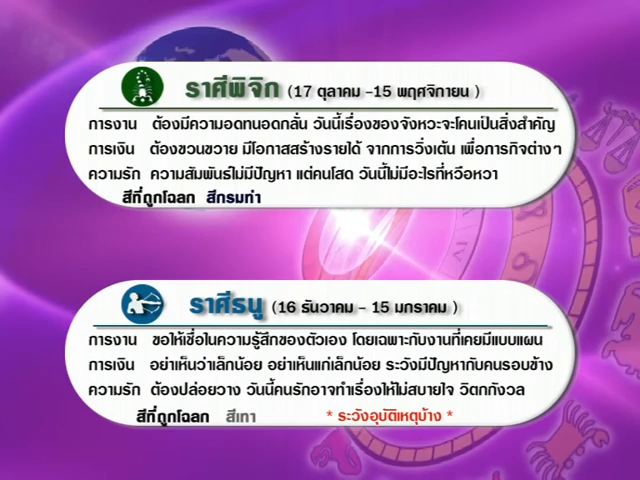 ราศีพิจิก (17 ตุลาคม -15 พฤศจิกายน )
การงาน ต้องมีความอดทนอดกลั่น วันนี้เรื่องของจังหวะจะโคนเป็นสิ่งสำคัญ
การเงิน ต้องขวนขวาย มีโอกาสสร้างรายได้ จากการวิ่งเต้น เพื่อภารกิจต่างๆ
ความรัก ความสัมพันธ์ไม่มีปัญหา แต่คนโสด วันนี้ไม่มีอะไรที่หวือหวา
สีที่ถูกโฉลก สีกรมท่า
ราศีธนู (16 ธันวาคม - 15 มกราคม )
การงาน ขอให้เชื่อในความรู้สึกของตัวเอง โดยเฉพาะกับงานที่เคยมีแบบแผน
การเงิน อย่าเห็นว่าเล็กน้อย อย่าเห็นแก่เล็กน้อย ระวังมีปัญหากับคนรอบข้าง
ความรัก ต้องปล่อยวาง วันนี้คนรักอาจทำเรื่องให้ไม่สบายใจ วิตกกังวล
สีที่ถูกโฉลก สีเทา * ระวังอุบัติเหตุบ้าง *